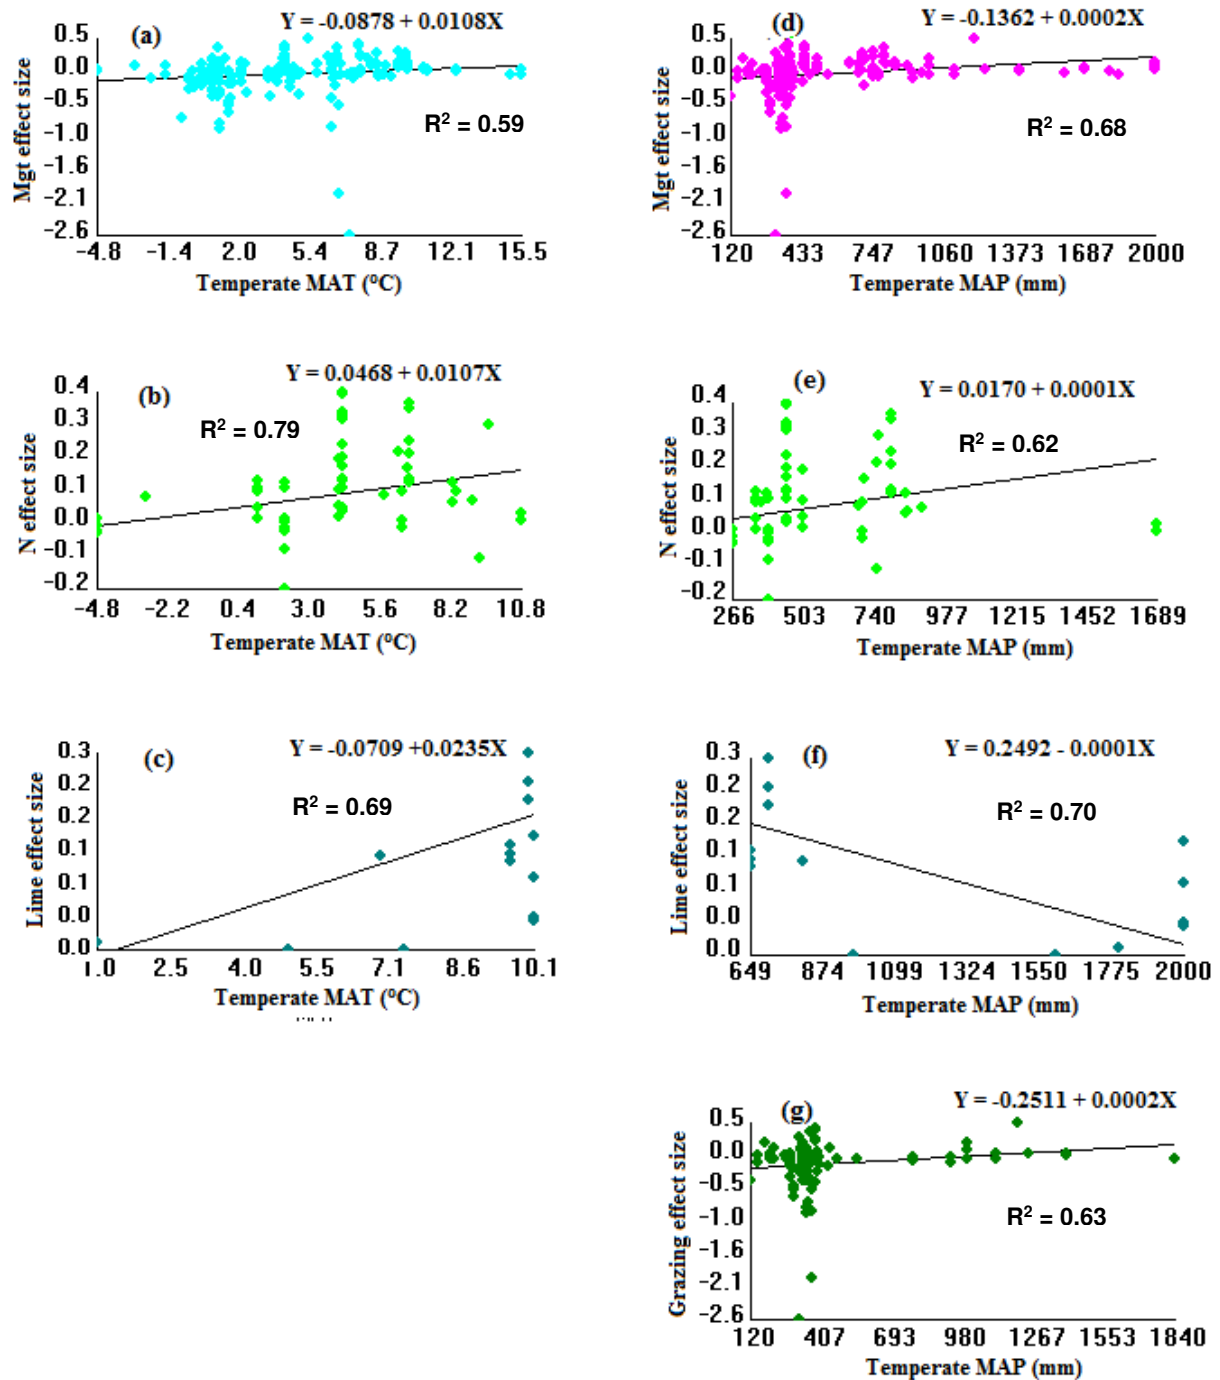 Y = -0.0878 + 0.0108X
(a)
0.5
0.0
-0.5
-1.0
-1.6
-2.1
-2.6
Mgt effect size
R² = 0.59
-4.8 -1.4 2.0 5.4 8.7 12.1 15.5
Temperate MAT (°C)
Y = -0.1362 + 0.0002X
(d)
0.5
0.0
-0.5
-1.0
-1.6
-2.1
-2.6
Mgt effect size
R² = 0.68
120 433 747 1060 1373 1687 2000
Temperate MAP (mm)
Y = 0.0468 + 0.0107X
(b)
0.4
0.3
0.2
0.1
0.0
-0.1
-0.2
N effect size
R² = 0.79
-4.8 -2.2 0.4 3.0 5.6 8.2 10.8
Temperate MAT (°C)
Y = 0.0170 + 0.0001X
(e)
0.4
0.3
0.2
0.1
0.0
-0.1
-0.2
N effect size
R² = 0.62
266 503 740 977 1215 1452 1689
Temperate MAP (mm)
Y = -0.0709 +0.0235X
(c)
0.3
0.2
0.2
0.1
0.1
0.0
0.0
Lime effect size
R² = 0.69
1.0 2.5 4.0 5.5 7.1 8.6 10.1
Temperate MAT (°C)
Y = 0.2492 - 0.0001X
(f)
0.3
0.2
0.2
0.1
0.1
0.0
0.0
Lime effect size
R² = 0.70
649 874 1099 1324 1550 1775 2000
Temperate MAP (mm)
Y = -0.2511 + 0.0002X
(g)
0.5
0.0
-0.5
-1.0
-1.6
-2.1
-2.6
Grazing effect size
R² = 0.63
120 407 693 980 1267 1553 1840
Temperate MAP (mm)